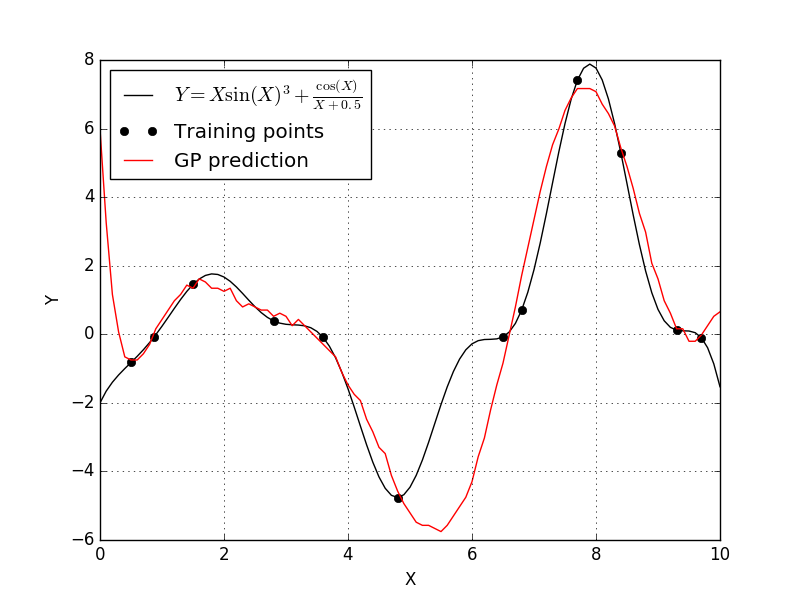 8
6
4
2
0
−2
−4
−6
Y
Y = X sin(X)³ + cos(X)/(X+0.5)
Training points
GP prediction
0 2 4 6 8 10
X